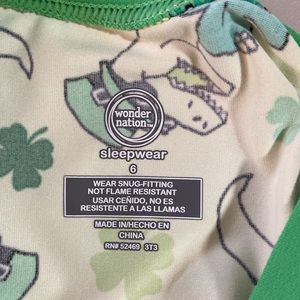 wonder
nation™
sleepwear
6
WEAR SNUG-FITTING
NOT FLAME RESISTANT
USAR CEÑIDO, NO ES
RESISTENTE A LAS LLAMAS
MADE IN/HECHO EN
CHINA
RN# 52469 3T3